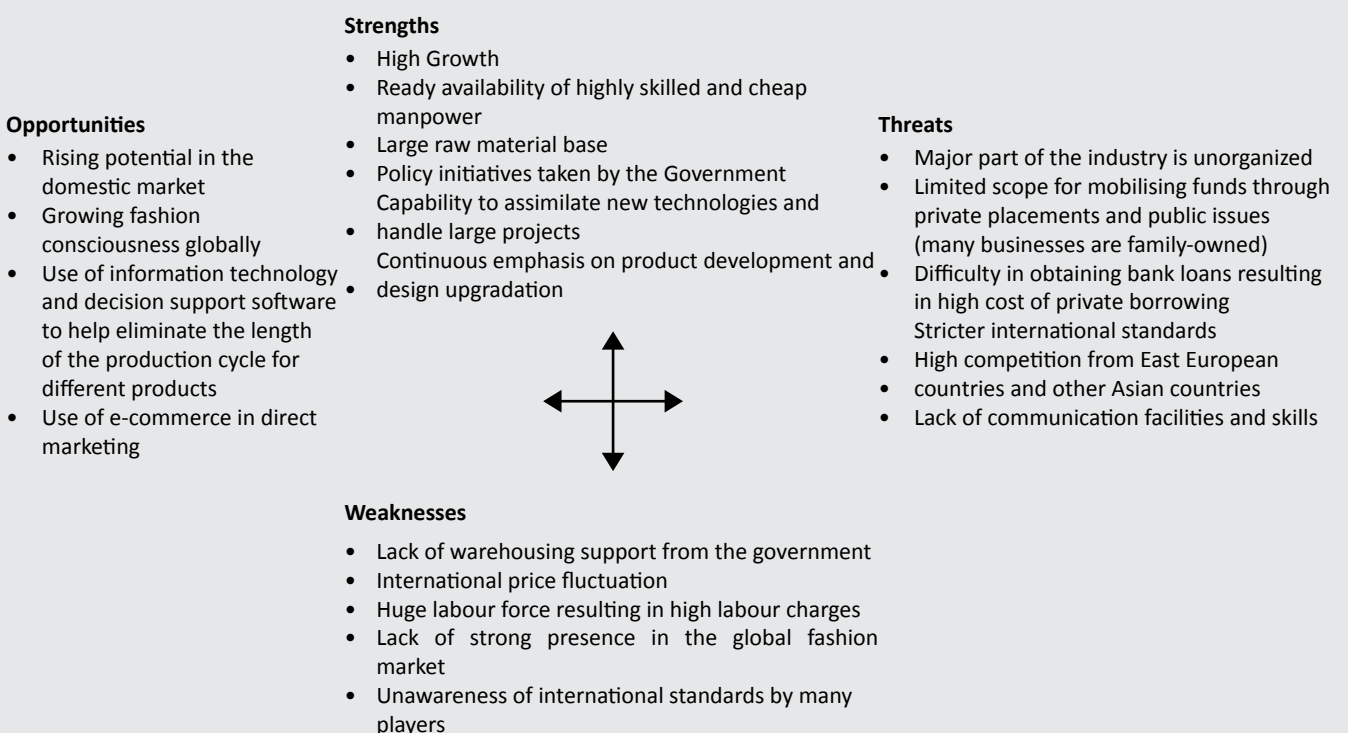 Strengths
• High Growth
• Ready availability of highly skilled and cheap
manpower
• Large raw material base
• Policy initiatives taken by the Government
Capability to assimilate new technologies and
• handle large projects
Continuous emphasis on product development and
• design upgradation
Opportunities
• Rising potential in the
domestic market
• Growing fashion
consciousness globally
• Use of information technology
and decision support software
to help eliminate the length
of the production cycle for
different products
• Use of e-commerce in direct
marketing
Threats
• Major part of the industry is unorganized
• Limited scope for mobilising funds through
private placements and public issues
(many businesses are family-owned)
• Difficulty in obtaining bank loans resulting
in high cost of private borrowing
Stricter international standards
• High competition from East European
• countries and other Asian countries
• Lack of communication facilities and skills
Weaknesses
• Lack of warehousing support from the government
• International price fluctuation
• Huge labour force resulting in high labour charges
• Lack of strong presence in the global fashion
market
• Unawareness of international standards by many
players